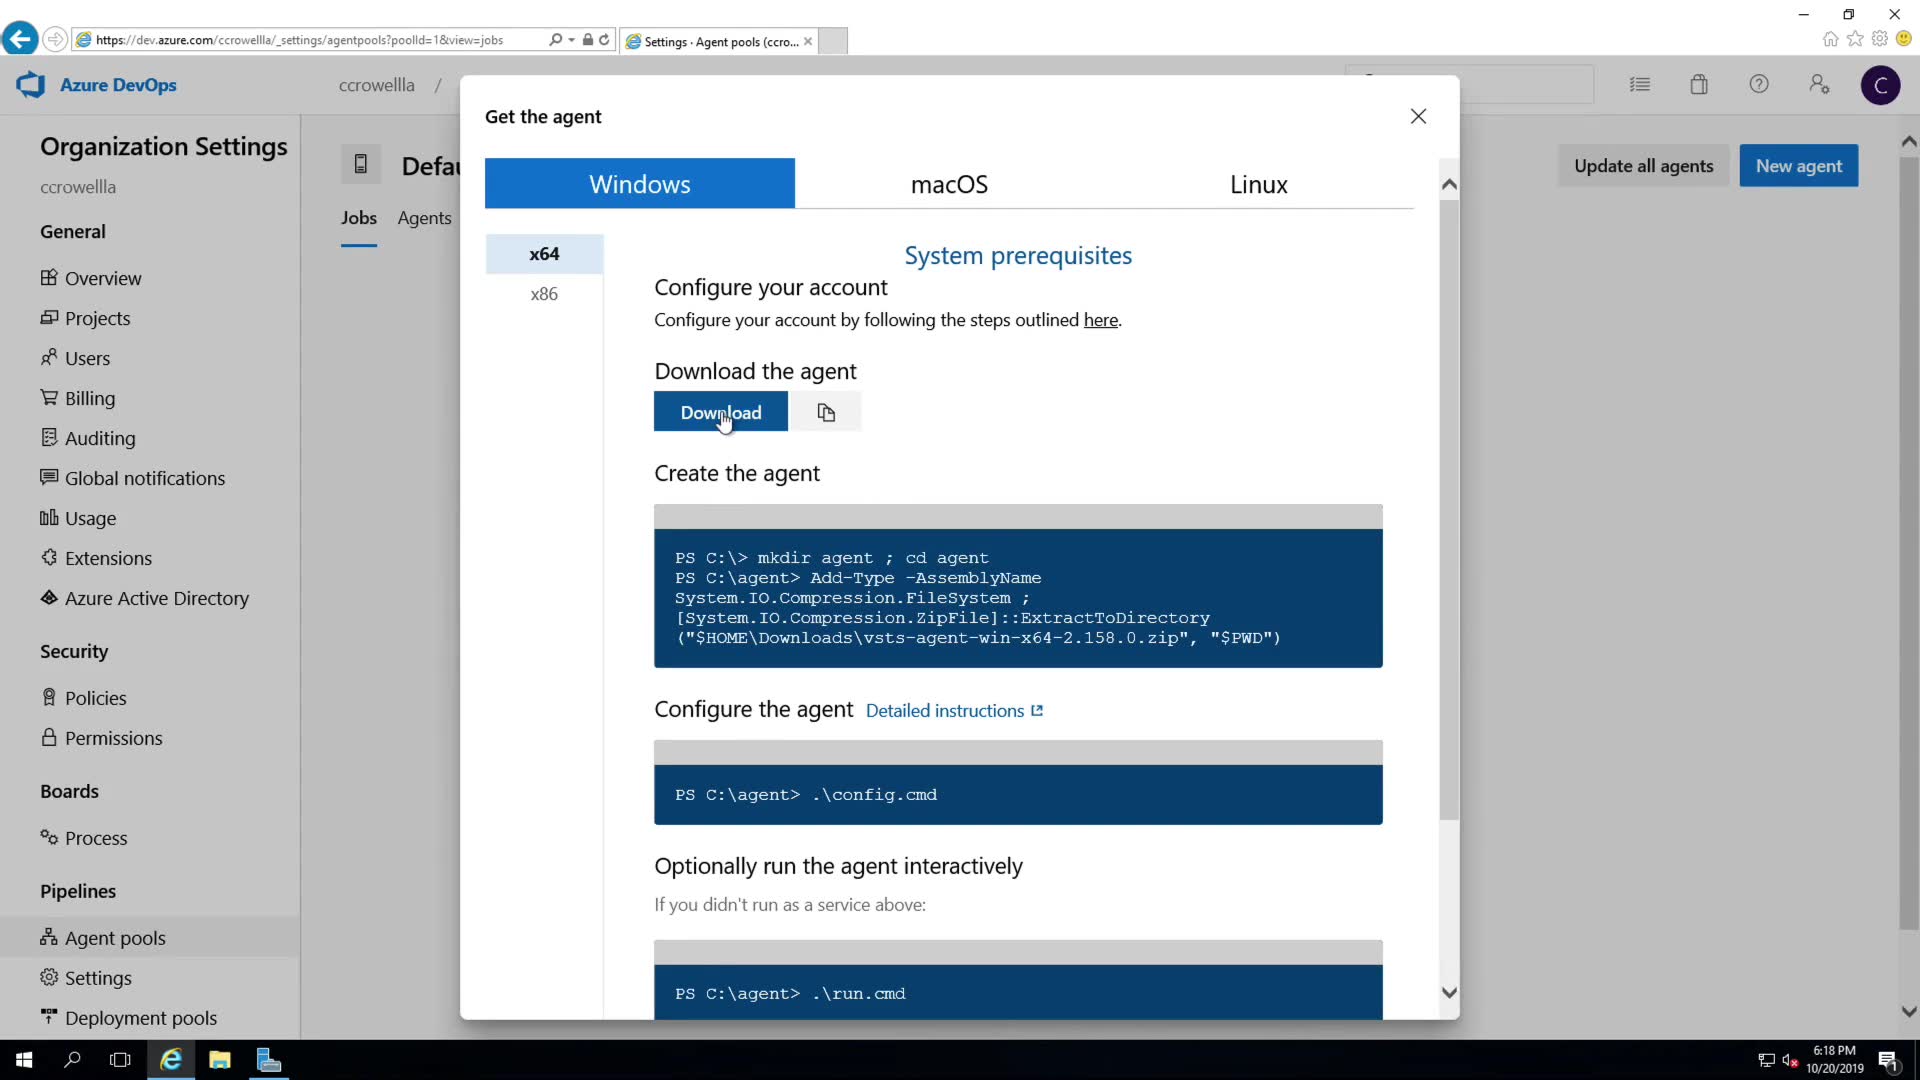 https://dev.azure.com/ccrowellla/_settings/agentpools?poolId=1&view=jobs
Settings - Agent pools (ccro...
Azure DevOps
ccrowellla /
C
Get the agent
Organization Settings
ccrowellla
Defau
Update all agents
New agent
Windows
macOS
Linux
Jobs
Agents
General
Overview
Projects
Users
Billing
Auditing
Global notifications
Usage
Extensions
Azure Active Directory
Security
Policies
Permissions
Boards
Process
Pipelines
Agent pools
Settings
Deployment pools
x64
x86
System prerequisites
Configure your account
Configure your account by following the steps outlined here.
Download the agent
Download
Create the agent
PS C:\> mkdir agent ; cd agent
PS C:\agent> Add-Type -AssemblyName
System.IO.Compression.FileSystem ;
[System.IO.Compression.ZipFile]::ExtractToDirectory
("$HOME\Downloads\vsts-agent-win-x64-2.158.0.zip", "$PWD")
Configure the agent
Detailed instructions
PS C:\agent> .\config.cmd
Optionally run the agent interactively
If you didn't run as a service above:
PS C:\agent> .\run.cmd
6:18 PM
10/20/2019
1